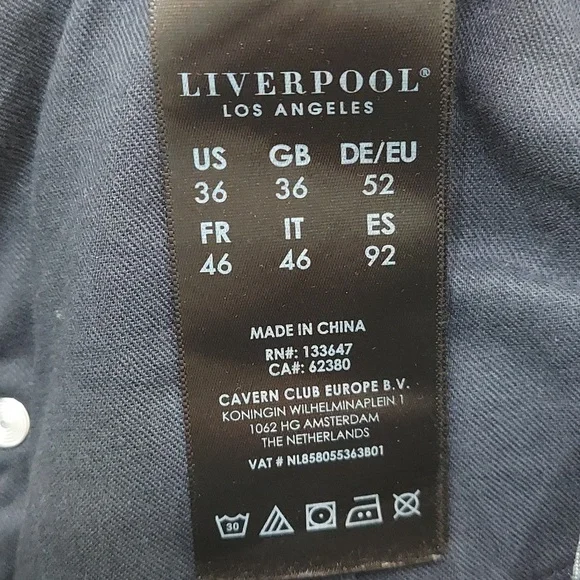 LIVERPOOL®
LOS ANGELES
US GB DE/EU
36 36 52
FR IT ES
46 46 92
MADE IN CHINA
RN#: 133647
CA#: 62380
CAVERN CLUB EUROPE B.V.
KONINGIN WILHELMINAPLEIN 1
1062 HG AMSTERDAM
THE NETHERLANDS
VAT # NL858055363B01
30